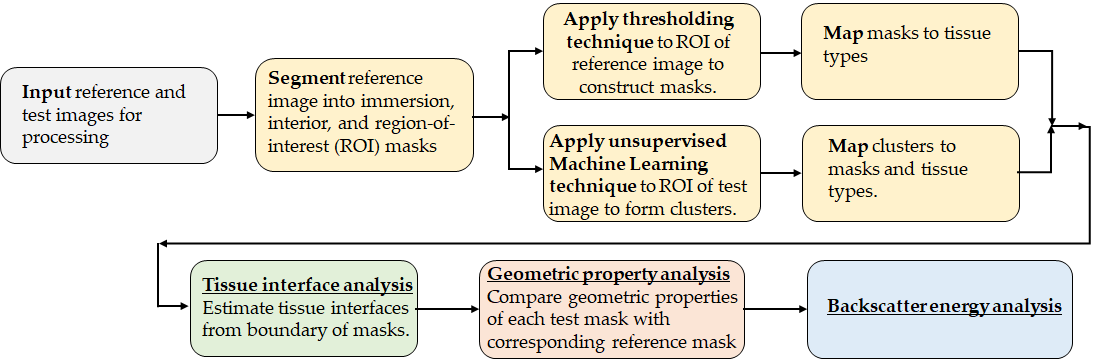 Input reference and
test images for
processing
Segment reference
image into immersion,
interior, and region-of-
interest (ROI) masks
Apply thresholding
technique to ROI of
reference image to
construct masks.
Map masks to tissue
types
Apply unsupervised
Machine Learning
technique to ROI of test
image to form clusters.
Map clusters to
masks and tissue
types.
Tissue interface analysis
Estimate tissue interfaces
from boundary of masks.
Geometric property analysis
Compare geometric properties
of each test mask with
corresponding reference mask
Backscatter energy analysis